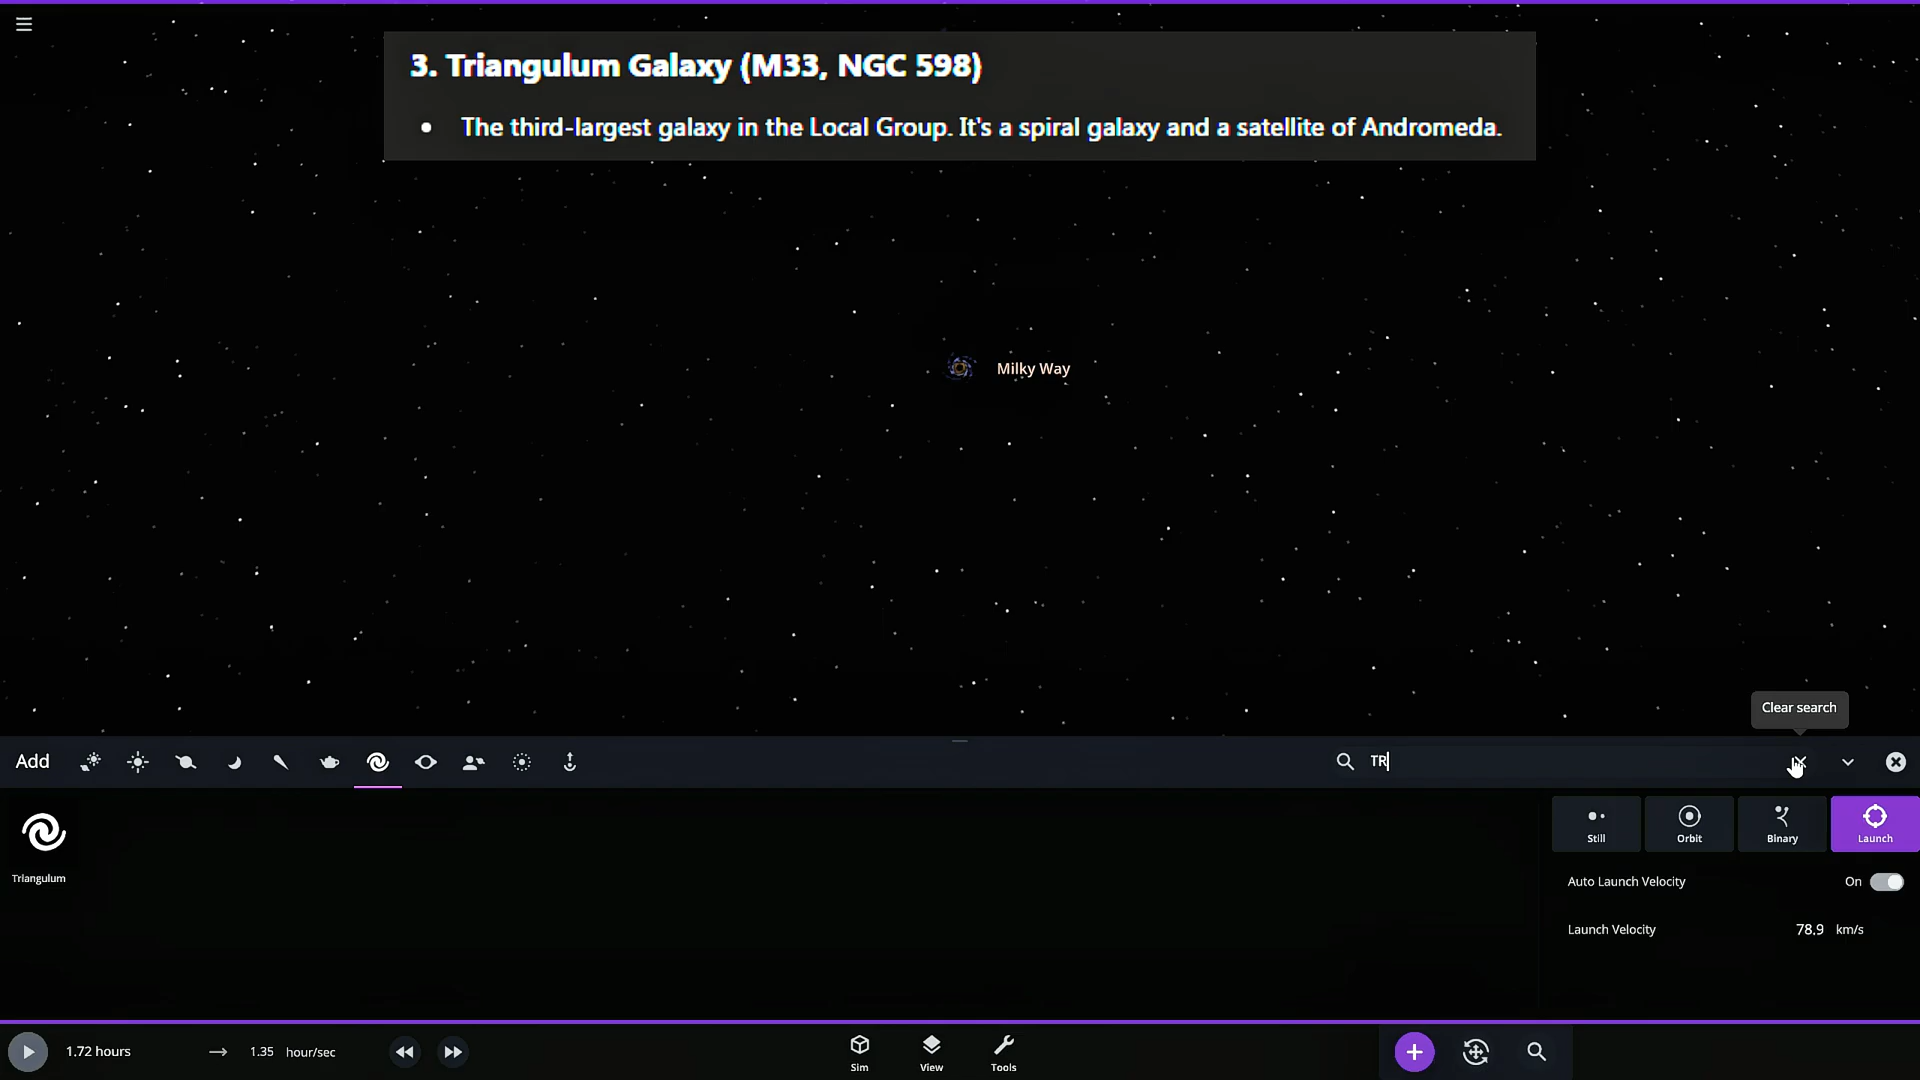 3. Triangulum Galaxy (M33, NGC 598)
• The third-largest galaxy in the Local Group. It's a spiral galaxy and a satellite of Andromeda.
Milky Way
Clear search
Add
TR
Triangulum
Still
Orbit
Binary
Launch
Auto Launch Velocity On
Launch Velocity 78.9 km/s
1.72 hours → 1.35 hour/sec
Sim
View
Tools